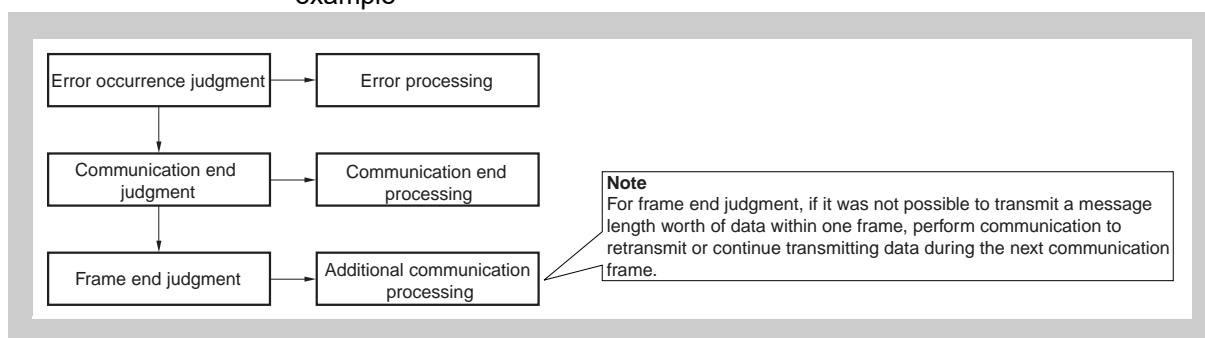 example
Error occurrence judgment
Error processing
Communication end
judgment
Communication end
processing
Note
For frame end judgment, if it was not possible to transmit a message
length worth of data within one frame, perform communication to
retransmit or continue transmitting data during the next communication
frame.
Frame end judgment
Additional communication
processing